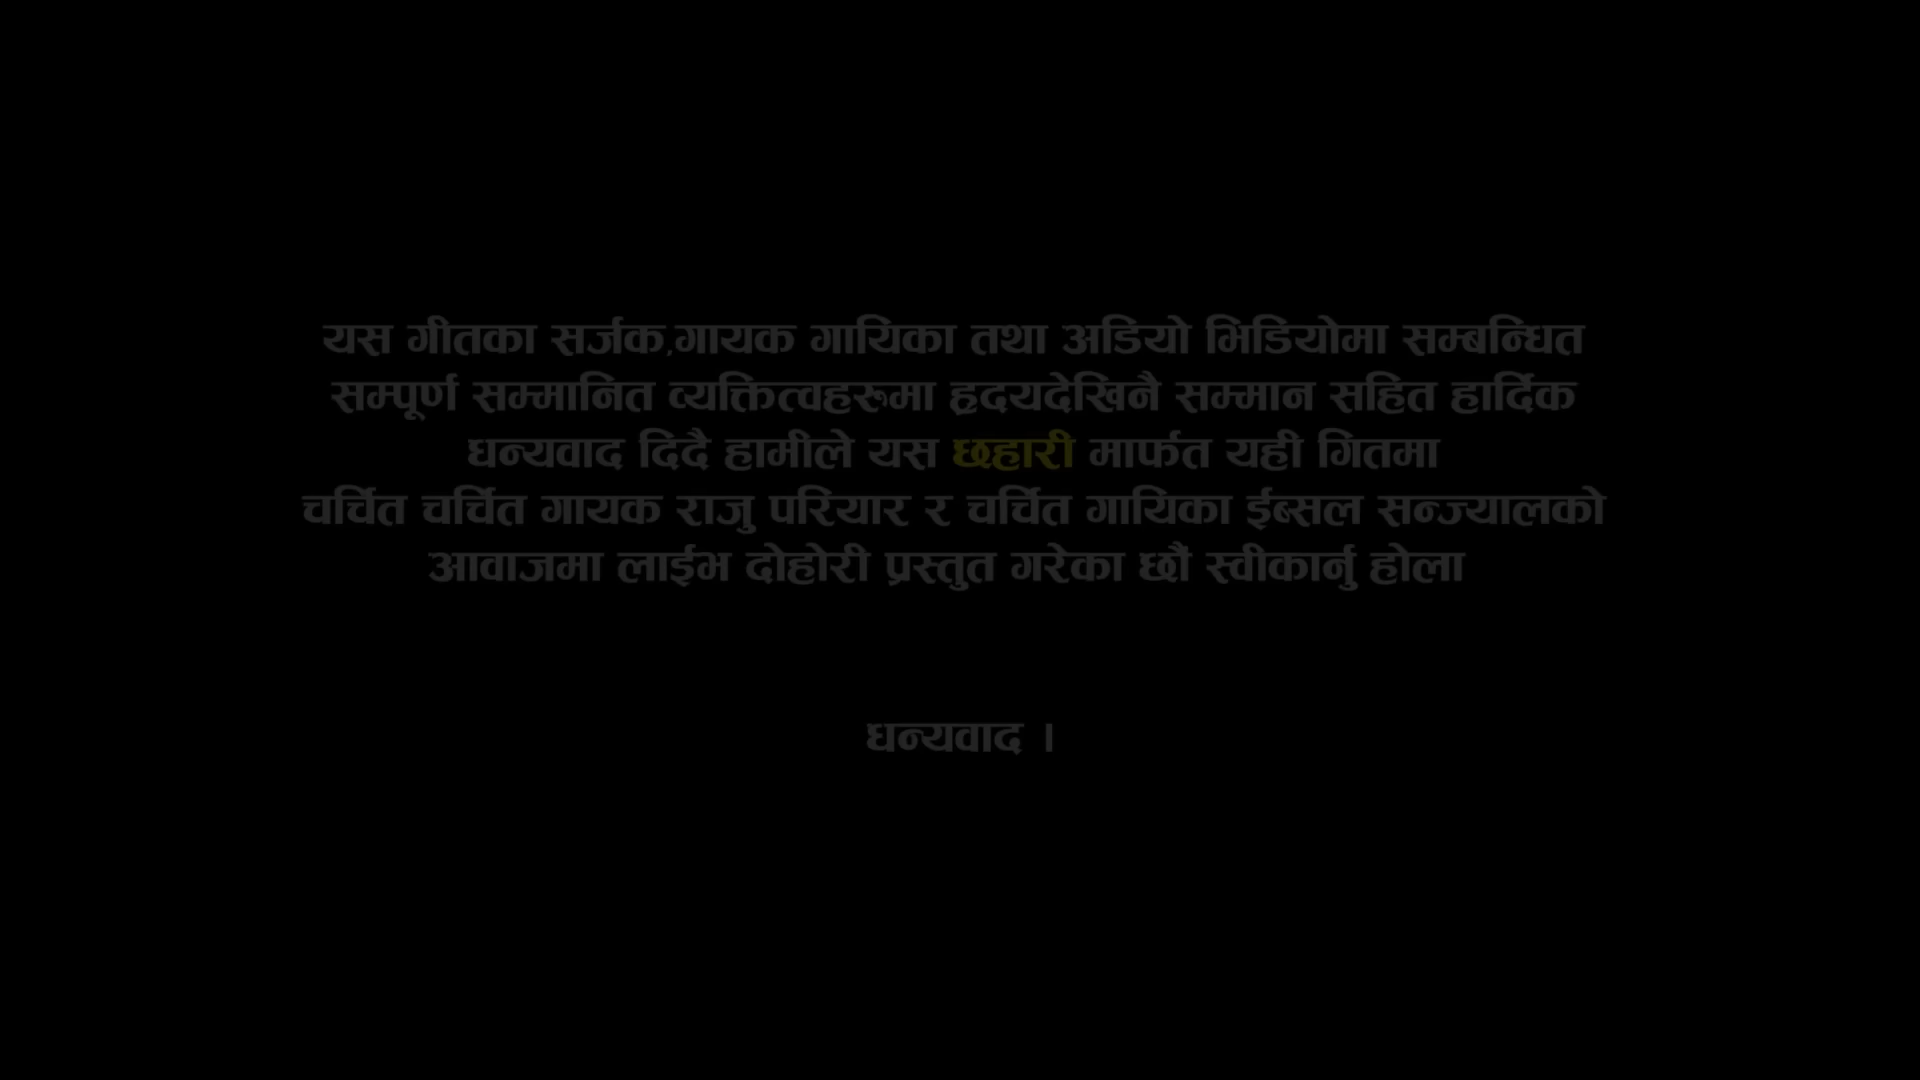 यस गीतका सर्जक,गायक गायिका तथा अडियो भिडियोमा सम्बन्धित
सम्पूर्ण सम्मानित व्यक्तित्वहरुमा ह्रदयदेखिनै सम्मान सहित हार्दिक
धन्यवाद दिदै हामीले यस छहारी मार्फत यही गितमा
चर्चित चर्चित गायक राजु परियार र चर्चित गायिका ईब्सल सन्ज्यालको
आवाजमा लाईभ दोहोरी प्रस्तुत गरेका छौं स्वीकार्नु होला
धन्यवाद ।